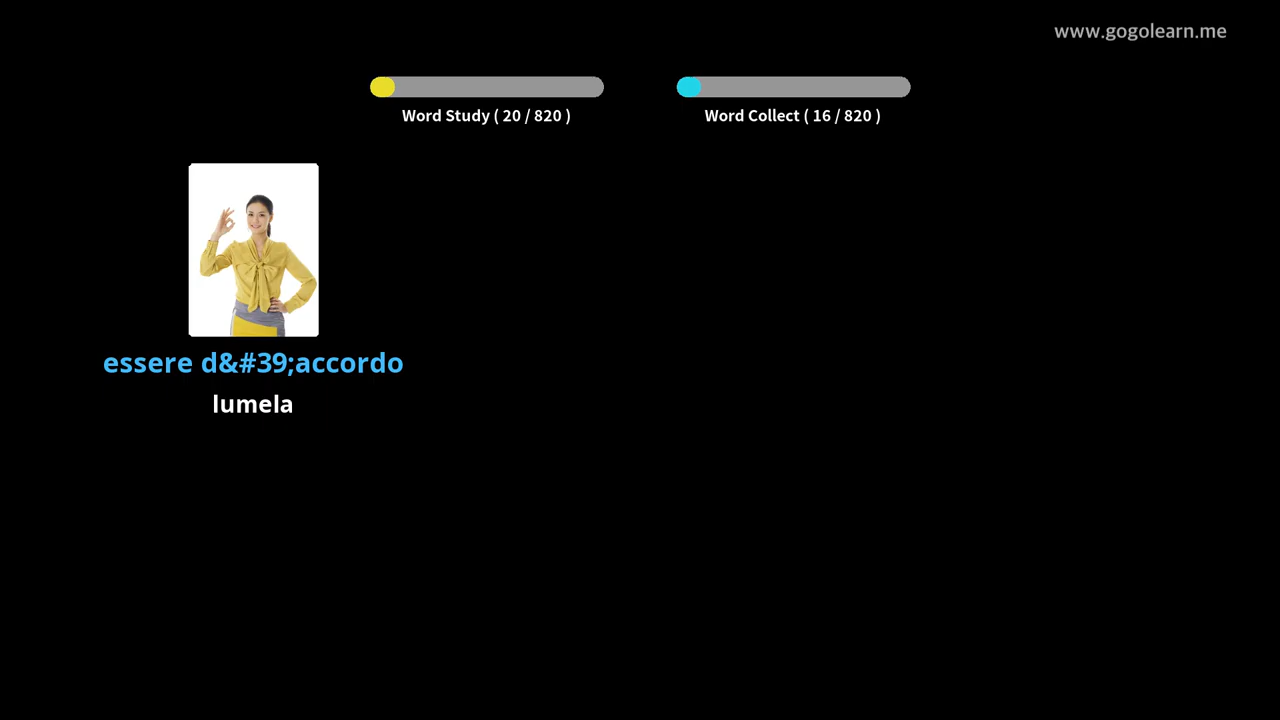 www.gogolearn.me
Word Study ( 20 / 820 )
Word Collect ( 16 / 820 )
essere d&#39;accordo
lumela